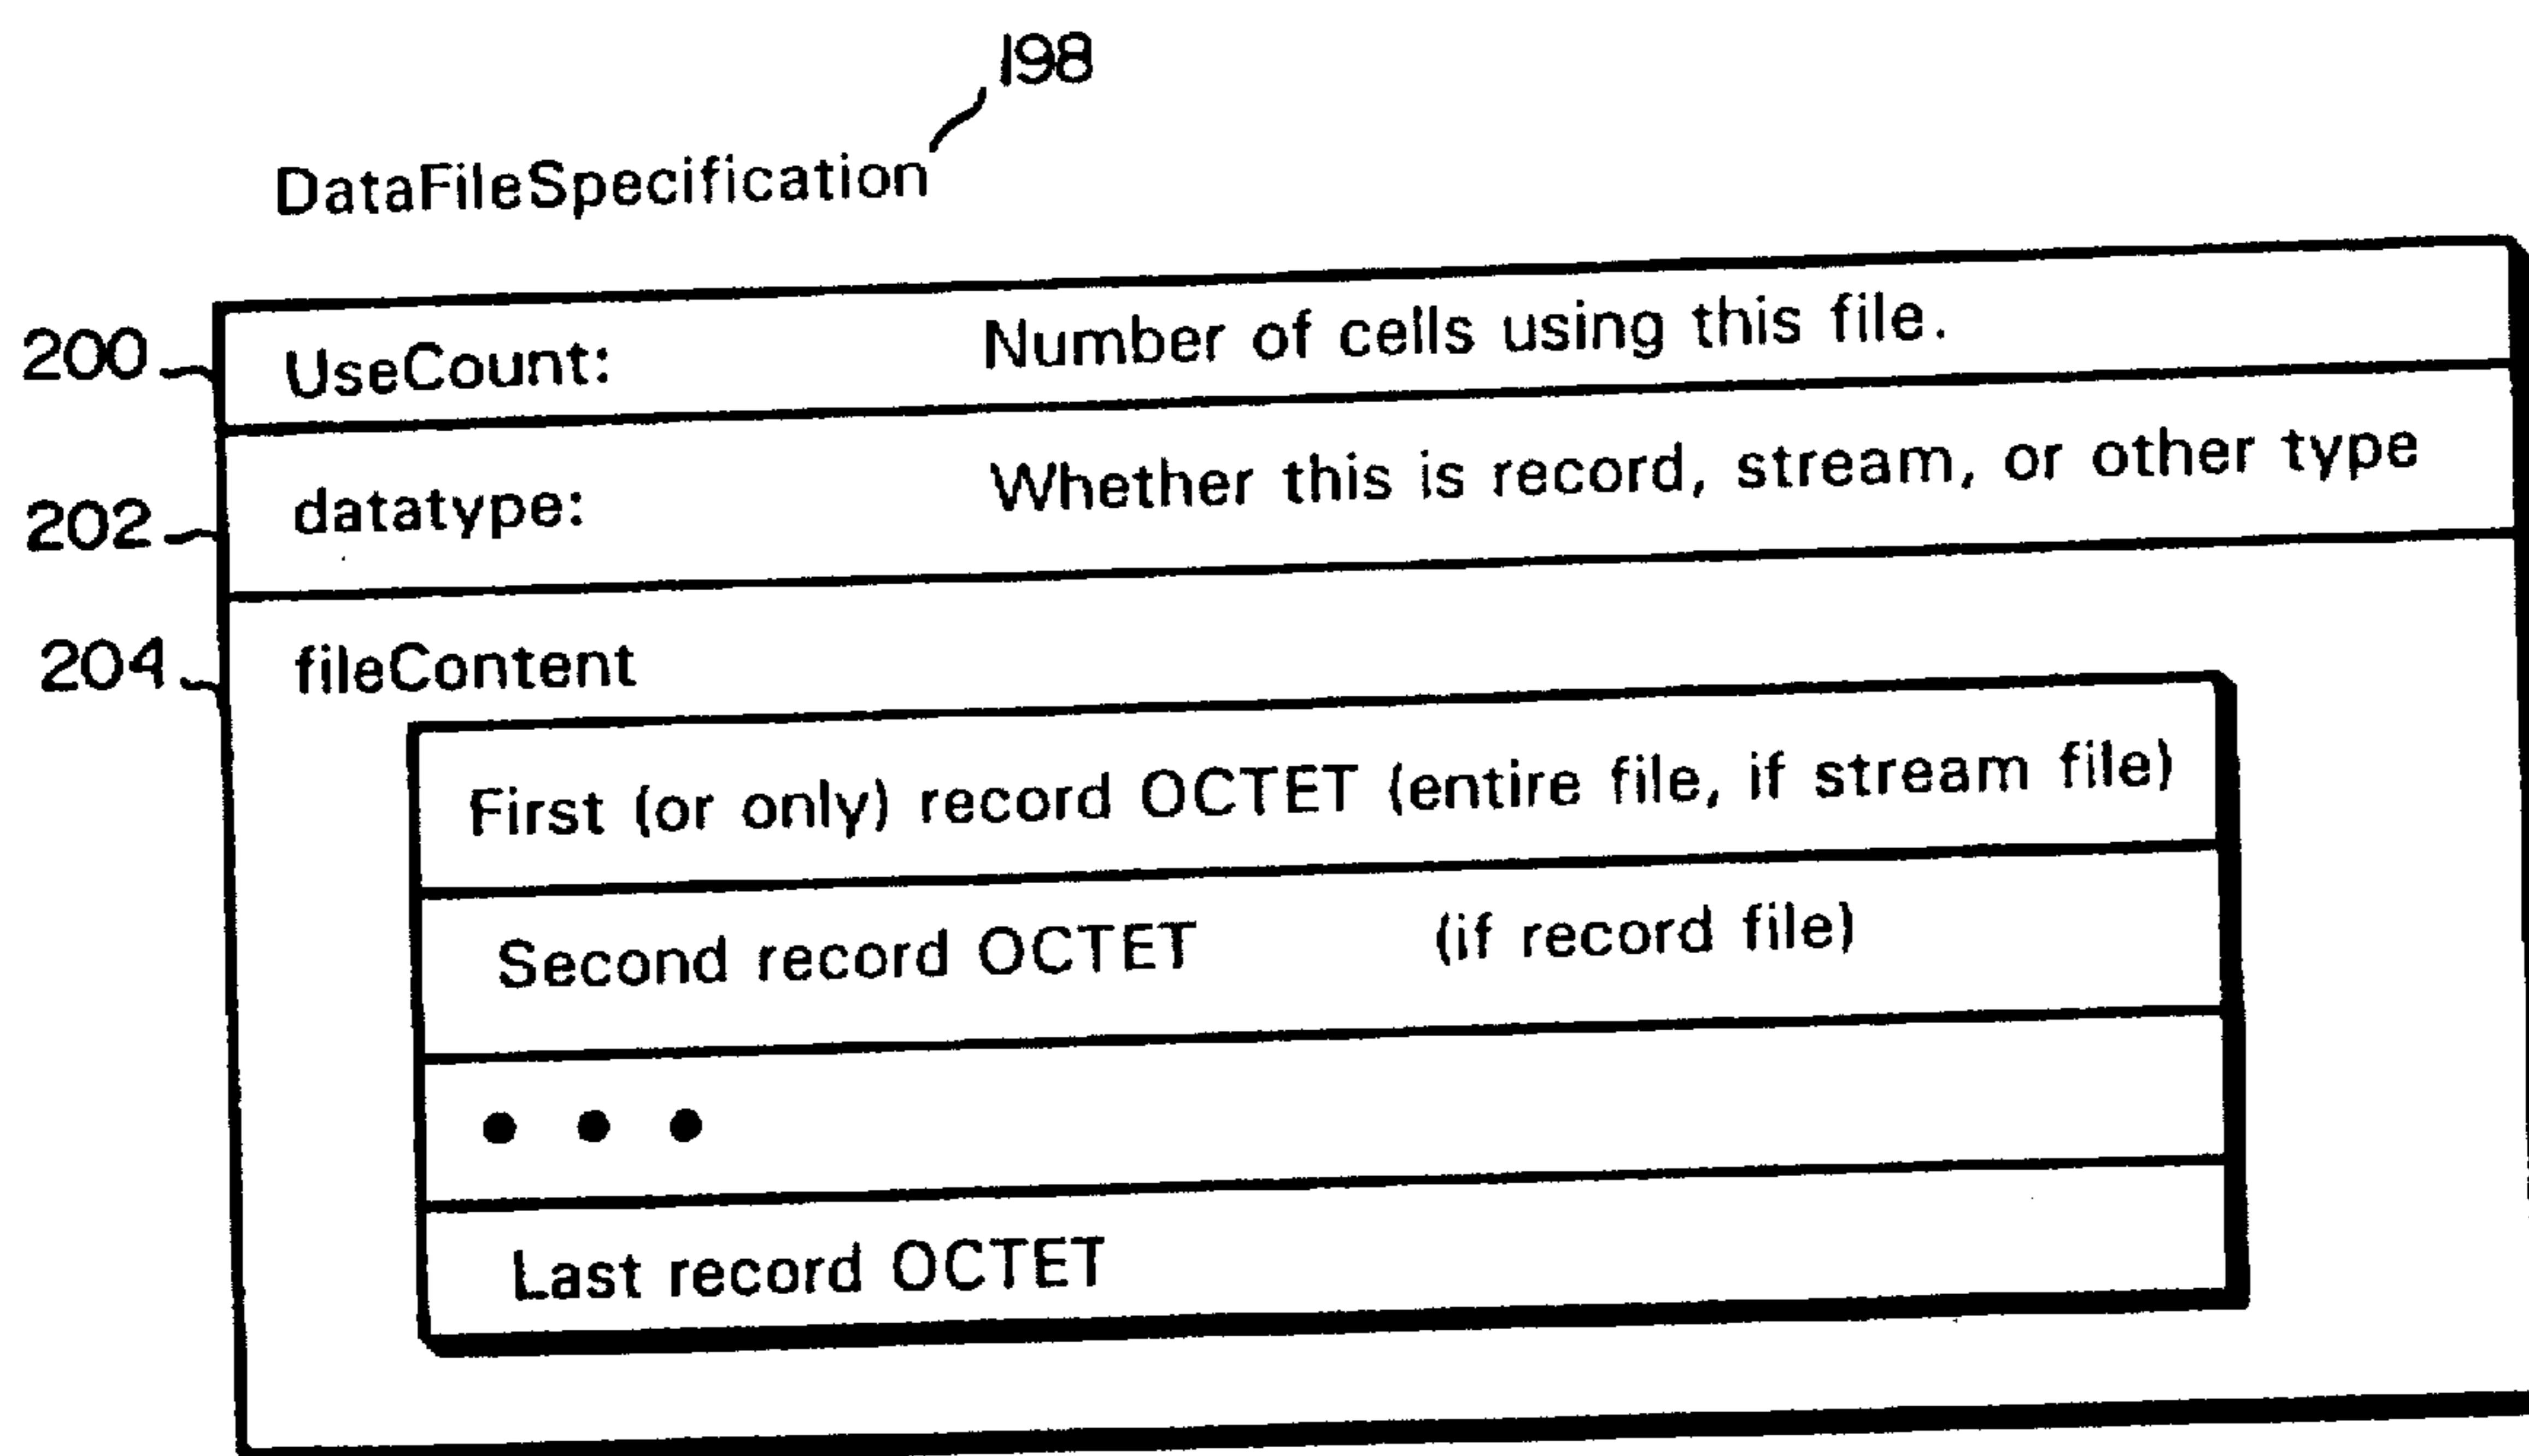 198
DataFileSpecification
200 UseCount: Number of cells using this file.
202 datatype: Whether this is record, stream, or other type
204 fileContent
First (or only) record OCTET (entire file, if stream file)
Second record OCTET (if record file)
• • •
Last record OCTET